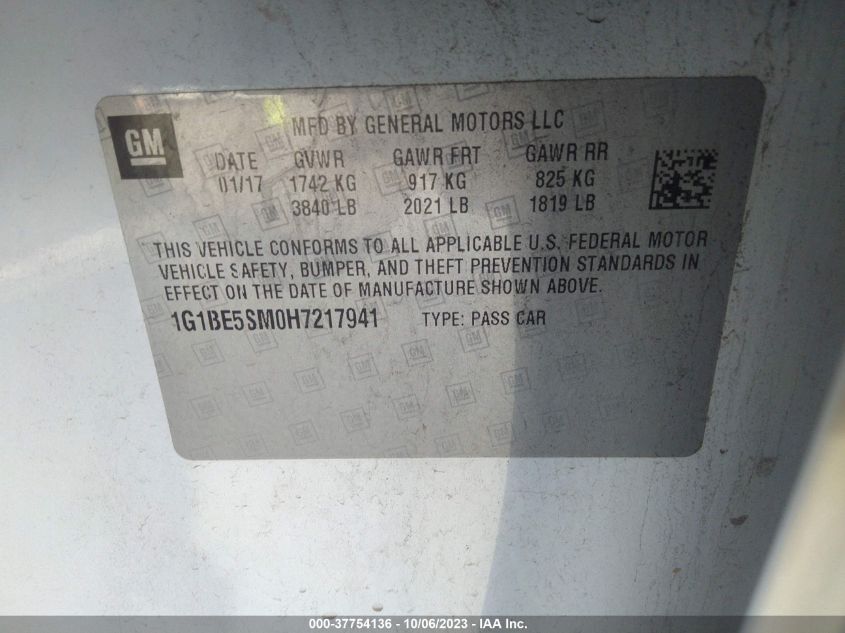 GM
MFD BY GENERAL MOTORS LLC
DATE GVWR GAWR FRT GAWR RR
01/17 1742 KG 917 KG 825 KG
3840 LB 2021 LB 1819 LB
THIS VEHICLE CONFORMS TO ALL APPLICABLE U.S. FEDERAL MOTOR
VEHICLE SAFETY, BUMPER, AND THEFT PREVENTION STANDARDS IN
EFFECT ON THE DATE OF MANUFACTURE SHOWN ABOVE.
1G1BE5SM0H7217941 TYPE: PASS CAR
000-37754136 - 10/06/2023 - © IAA, Inc.